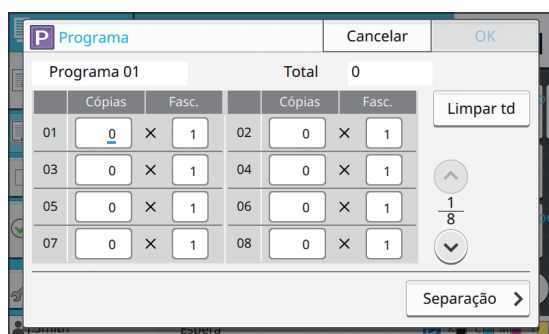 P Programa Cancelar OK
Programa 01 Total 0
Cópias Fasc. Cópias Fasc. Limpar td
01 0 × 1 02 0 × 1
03 0 × 1 04 0 × 1
05 0 × 1 06 0 × 1
1
8
07 0 × 1 08 0 × 1
Separação
J.Smith Espera